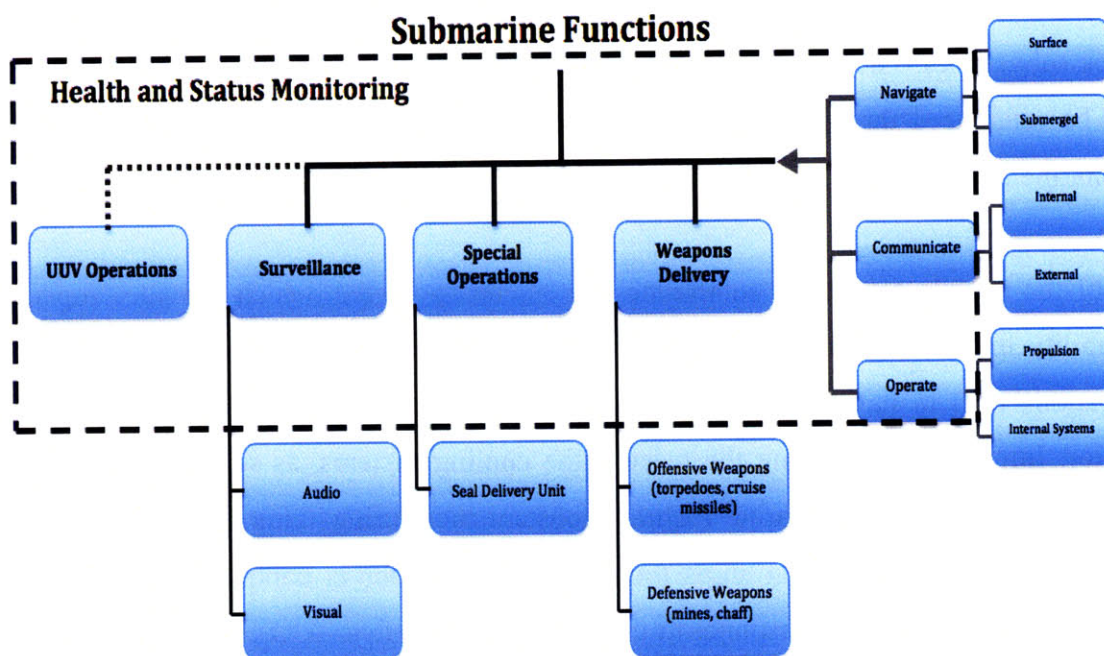 Submarine Functions
Health and Status Monitoring
UUV Operations
Surveillance
Special
Operations
Weapons
Delivery
Navigate
Communicate
Operate
Surface
Submerged
Internal
External
Propulsion
Internal Systems
Audio
Visual
Seal Delivery Unit
Offensive Weapons
(torpedoes, cruise
missiles)
Defensive Weapons
(mines, chaff)